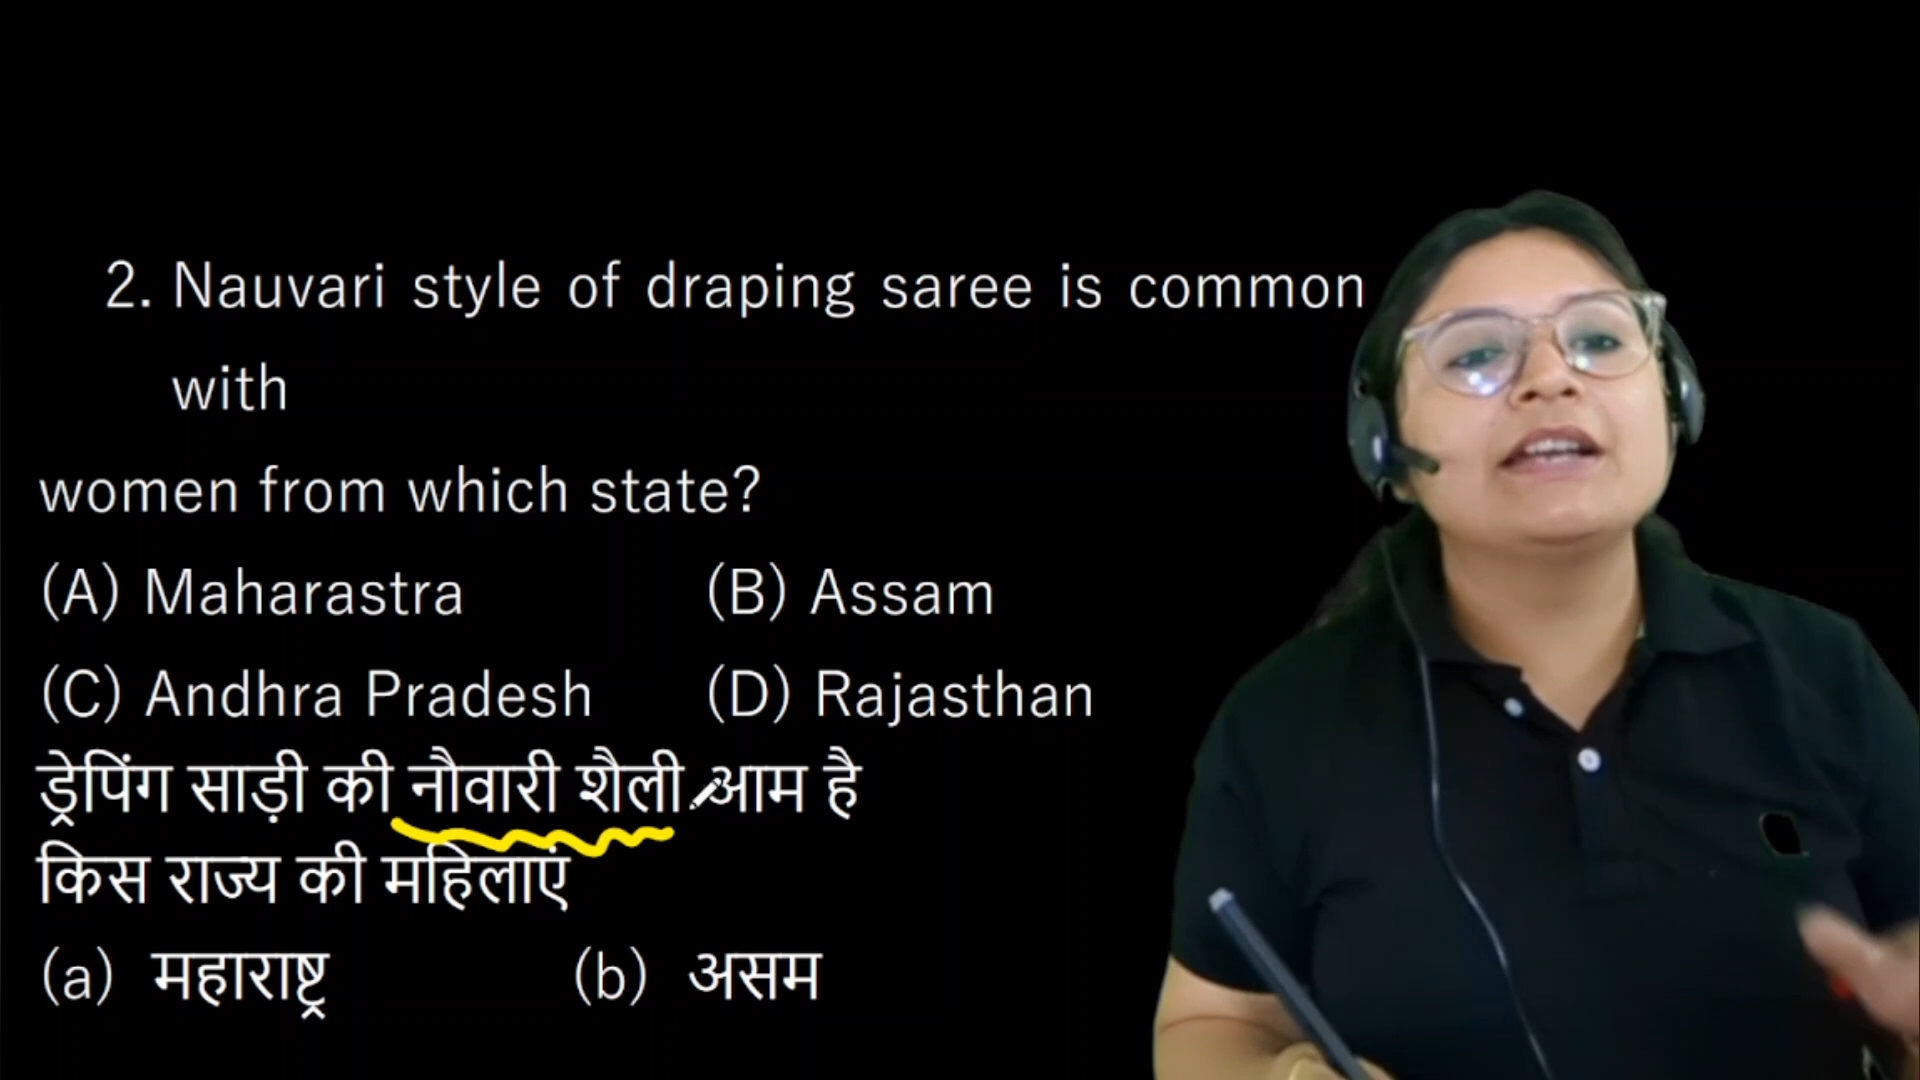 2. Nauvari style of draping saree is common
with
women from which state?
(A) Maharastra (B) Assam
(C) Andhra Pradesh (D) Rajasthan
ड्रेपिंग साड़ी की नौवारी शैली आम है
किस राज्य की महिलाएं
(a) महाराष्ट्र (b) असम